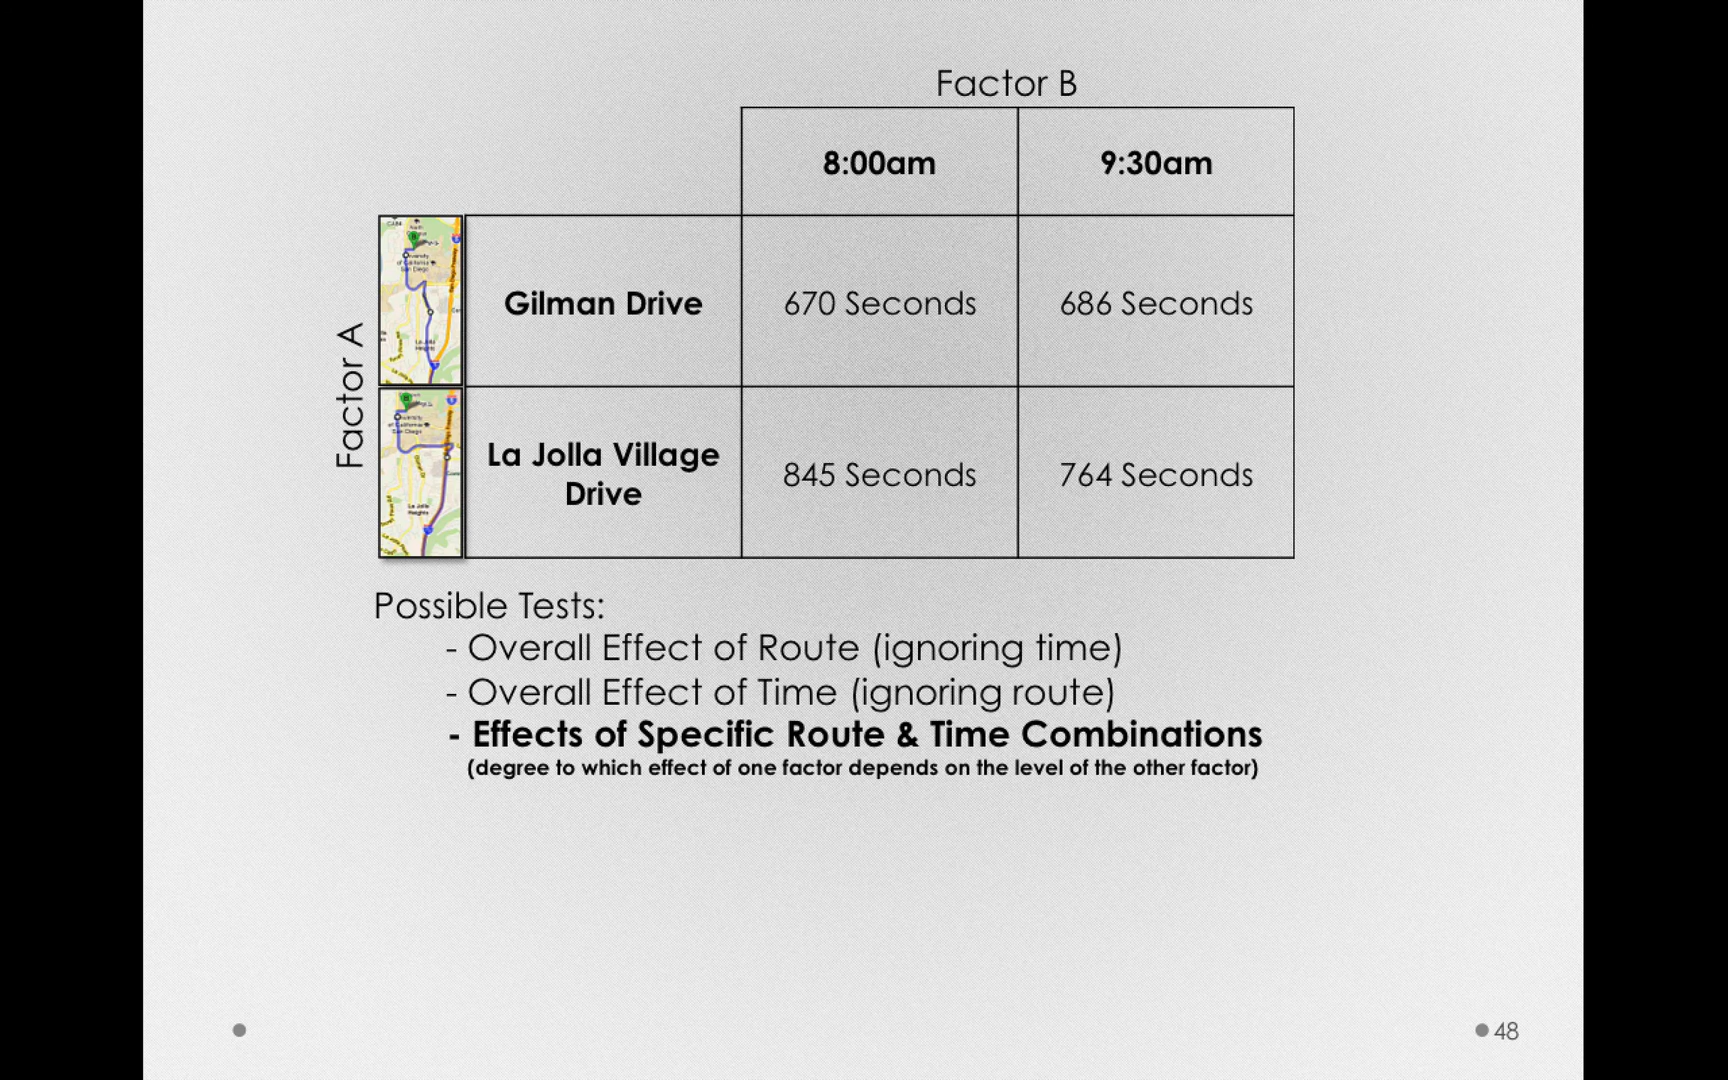 Factor B
8:00am
9:30am
Factor A
Gilman Drive
670 Seconds
686 Seconds
La Jolla Village
Drive
845 Seconds
764 Seconds
Possible Tests:
- Overall Effect of Route (ignoring time)
- Overall Effect of Time (ignoring route)
- Effects of Specific Route & Time Combinations
(degree to which effect of one factor depends on the level of the other factor)
48